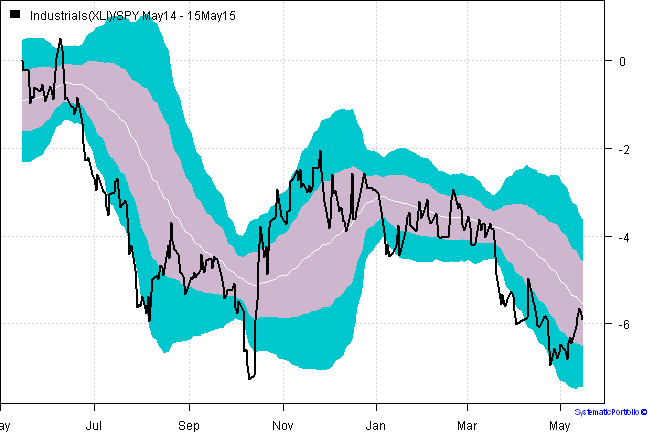 Industrials(XLI)/SPY May14 - 15May15
0
-2
-4
-6
ay Jul Sep Nov Jan Mar May
SystematicPortfolio ©